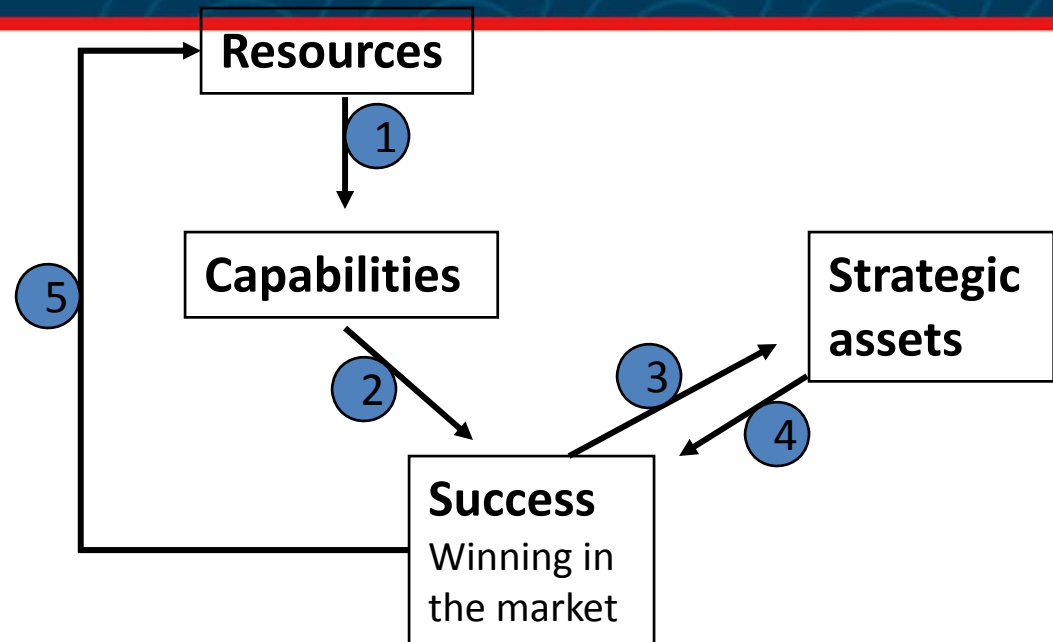 Resources
1
Capabilities
Strategic
assets
5
2
3
4
Success
Winning in
the market